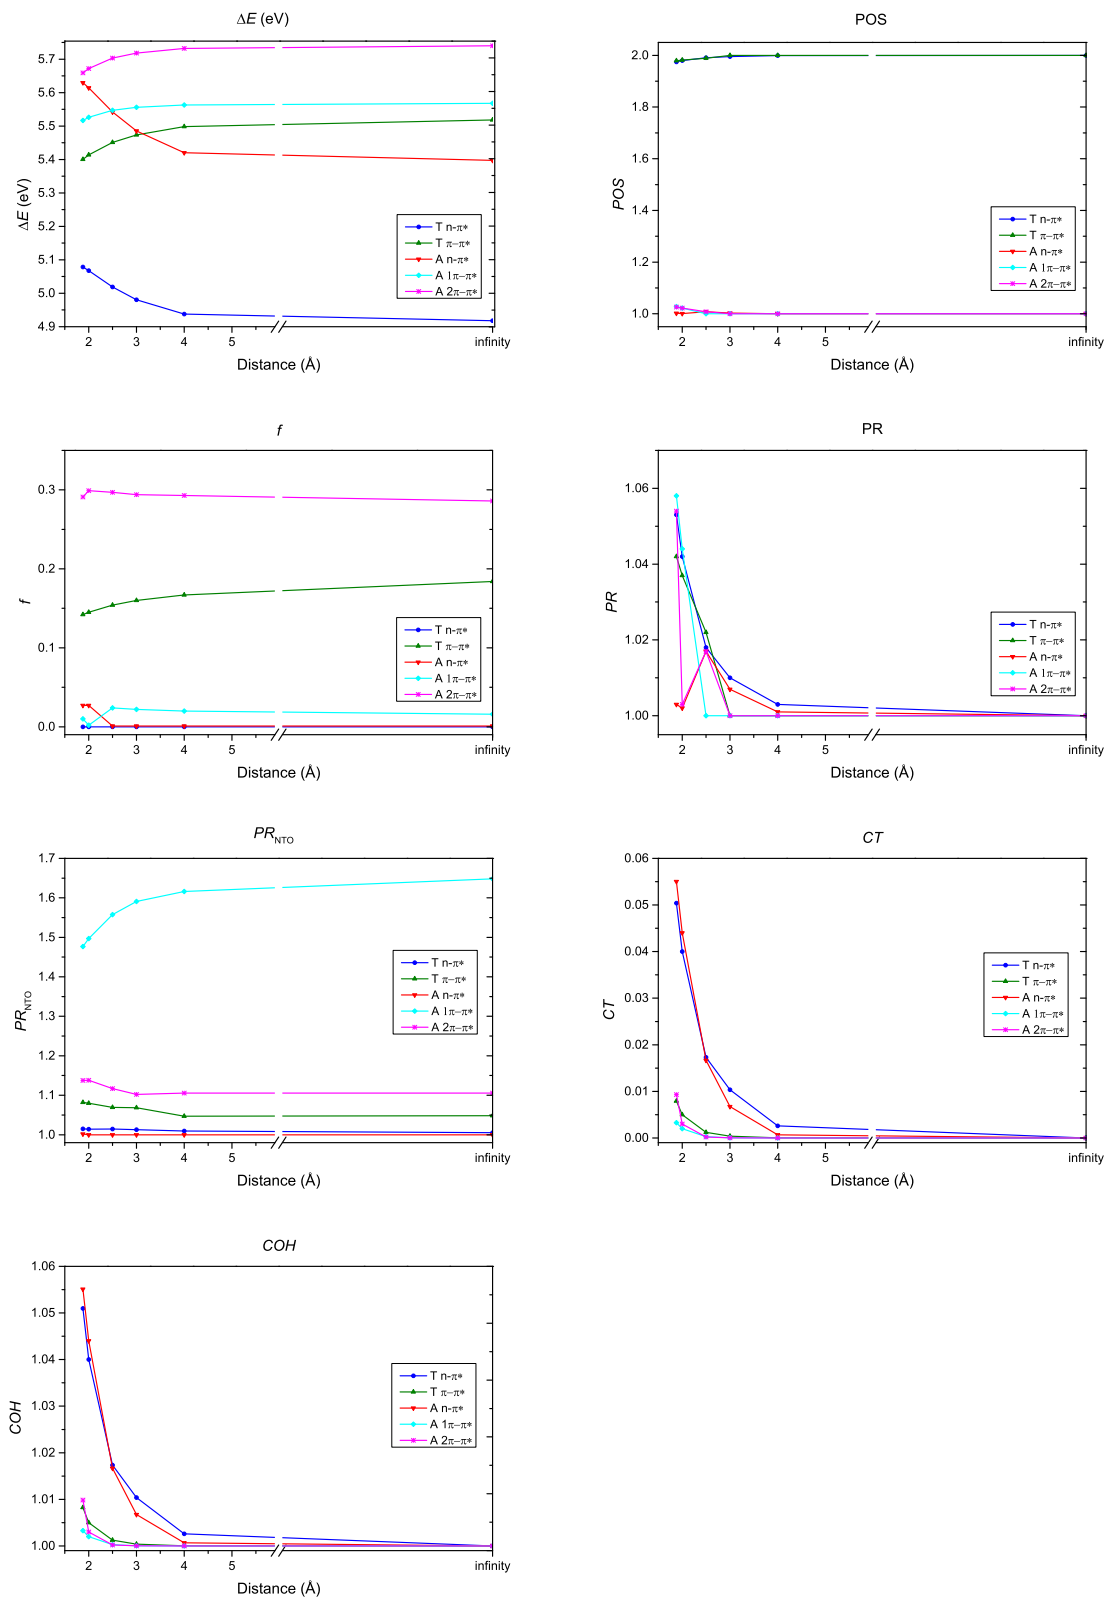 ΔE (eV)
ΔE (eV)
5.7
5.6
5.5
5.4
5.3
5.2
5.1
5.0
4.9
2 3 4 5 infinity
Distance (Å)
T n-π*
T π−π*
A n-π*
A 1π−π*
A 2π−π*
POS
POS
2.0
1.8
1.6
1.4
1.2
1.0
2 3 4 5 infinity
Distance (Å)
T n-π*
T π−π*
A n-π*
A 1π−π*
A 2π−π*
f
f
0.3
0.2
0.1
0.0
2 3 4 5 infinity
Distance (Å)
T n-π*
T π−π*
A n-π*
A 1π−π*
A 2π−π*
PR
PR
1.06
1.04
1.02
1.00
2 3 4 5 infinity
Distance (Å)
T n-π*
T π−π*
A n-π*
A 1π−π*
A 2π−π*
PR_NTO
PR_NTO
1.7
1.6
1.5
1.4
1.3
1.2
1.1
1.0
2 3 4 5 infinity
Distance (Å)
T n-π*
T π−π*
A n-π*
A 1π−π*
A 2π−π*
CT
CT
0.06
0.05
0.04
0.03
0.02
0.01
0.00
2 3 4 5 infinity
Distance (Å)
T n-π*
T π−π*
A n-π*
A 1π−π*
A 2π−π*
COH
COH
1.06
1.05
1.04
1.03
1.02
1.01
1.00
2 3 4 5 infinity
Distance (Å)
T n-π*
T π−π*
A n-π*
A 1π−π*
A 2π−π*